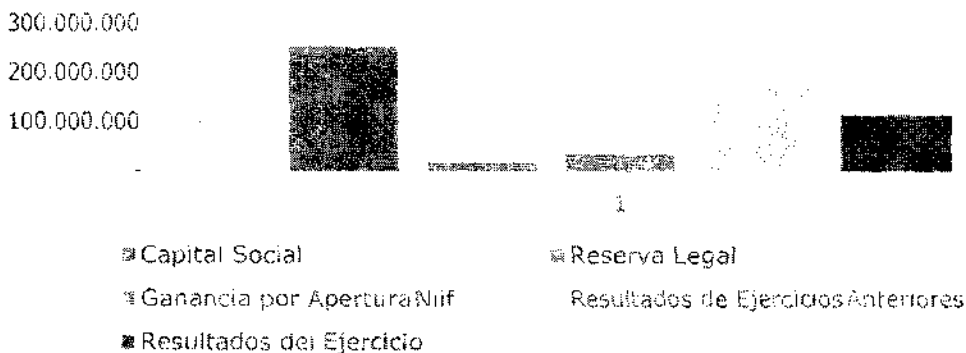 300.000.000
200.000.000
100.000.000
-
1
Capital Social
Reserva Legal
Ganancia por Apertura Niif
Resultados de Ejercicios Anteriores
Resultados del Ejercicio